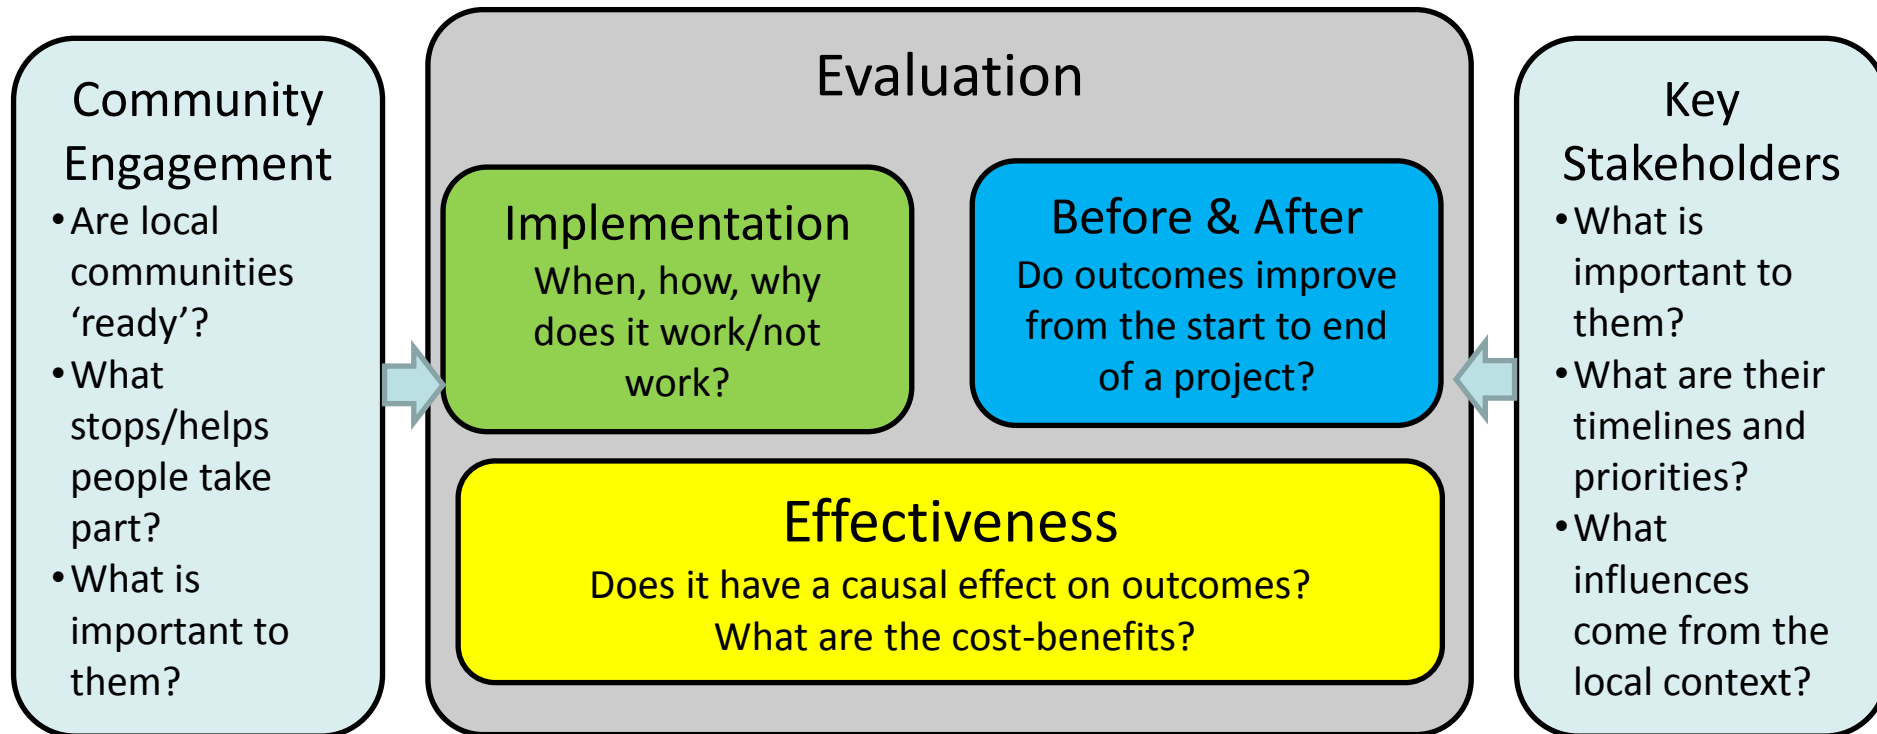 Community
Engagement
•Are local
communities
‘ready’?
•What
stops/helps
people take
part?
•What is
important to
them?
Evaluation
Implementation
When, how, why
does it work/not
work?
Before & After
Do outcomes improve
from the start to end
of a project?
Effectiveness
Does it have a causal effect on outcomes?
What are the cost-benefits?
Key
Stakeholders
•What is
important to
them?
•What are their
timelines and
priorities?
•What
influences
come from the
local context?